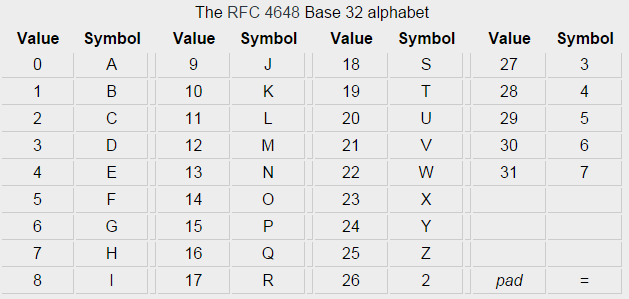 The RFC 4648 Base 32 alphabet
Value Symbol Value Symbol Value Symbol Value Symbol
0 A 9 J 18 S 27 3
1 B 10 K 19 T 28 4
2 C 11 L 20 U 29 5
3 D 12 M 21 V 30 6
4 E 13 N 22 W 31 7
5 F 14 O 23 X
6 G 15 P 24 Y
7 H 16 Q 25 Z
8 I 17 R 26 2 pad =